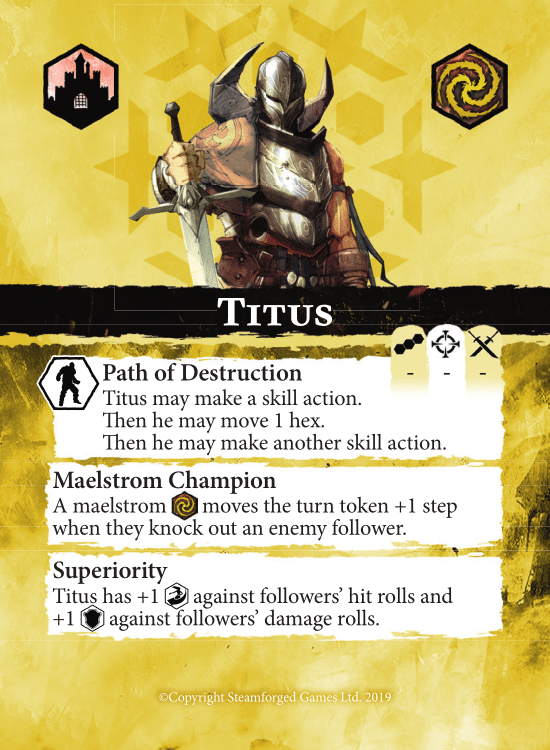 Titus
- - -
Path of Destruction
Titus may make a skill action.
Then he may move 1 hex.
Then he may make another skill action.
Maelstrom Champion
A maelstrom moves the turn token +1 step
when they knock out an enemy follower.
Superiority
Titus has +1 against followers’ hit rolls and
+1 against followers’ damage rolls.
©Copyright Steamforged Games Ltd. 2019